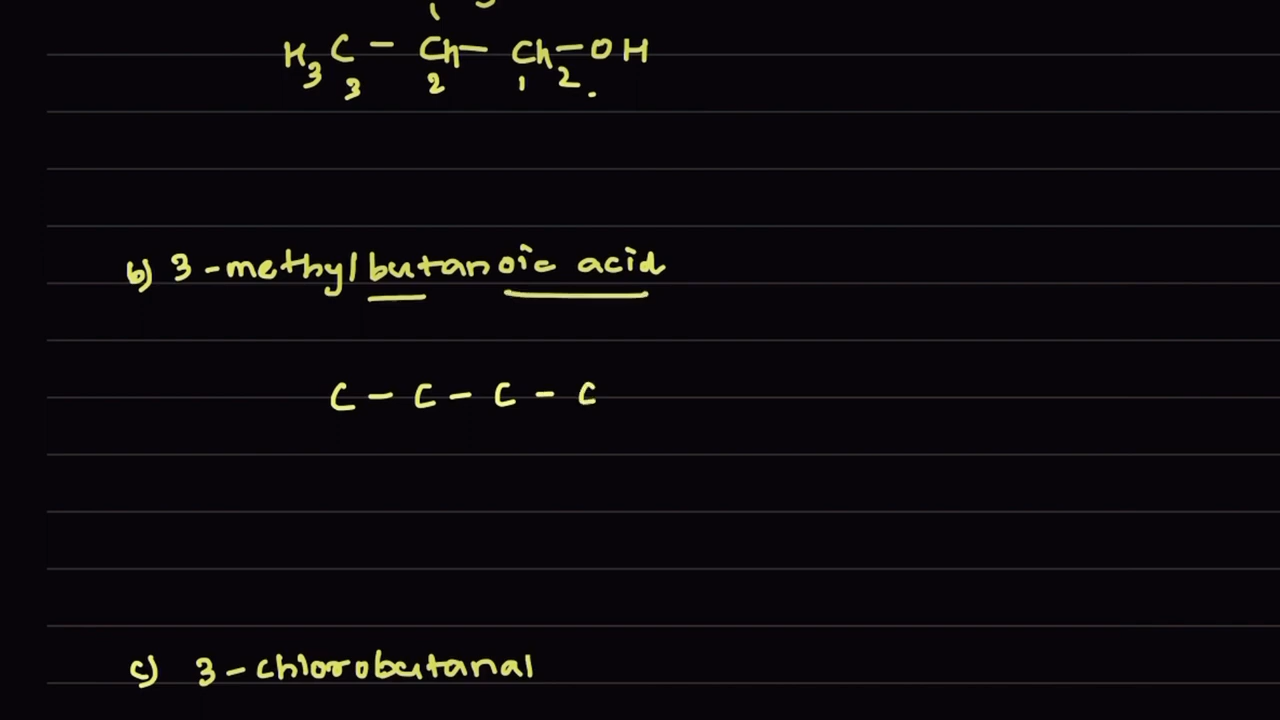 H3C - Ch - Ch2 - OH
3 2 1
b) 3-methylbutanoic acid
C - C - C - C
c) 3-chlorobutanal